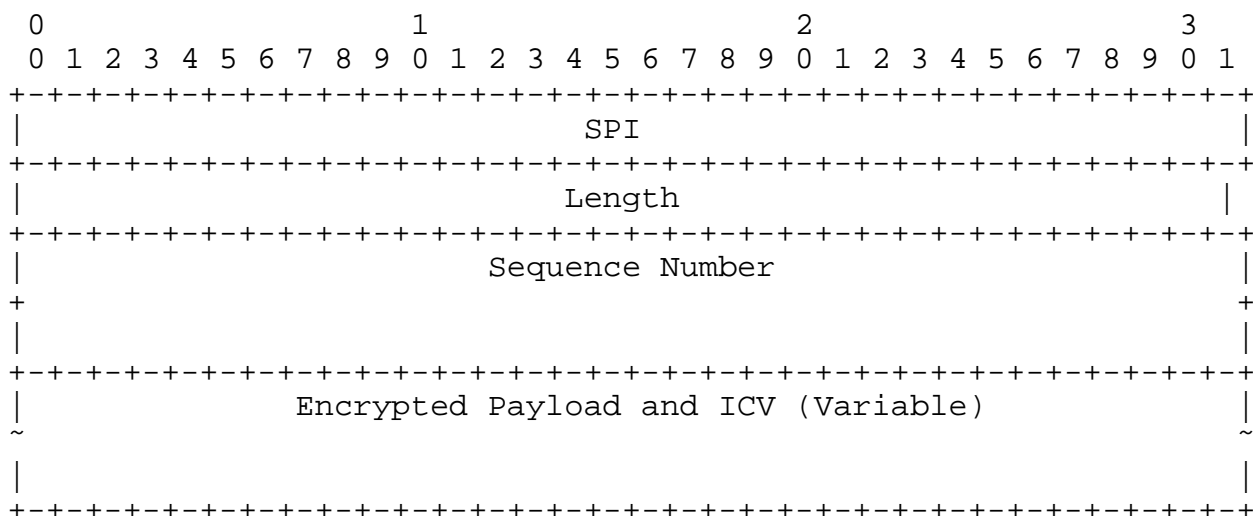 0                   1                   2                   3
 0 1 2 3 4 5 6 7 8 9 0 1 2 3 4 5 6 7 8 9 0 1 2 3 4 5 6 7 8 9 0 1
+-+-+-+-+-+-+-+-+-+-+-+-+-+-+-+-+-+-+-+-+-+-+-+-+-+-+-+-+-+-+-+-+
|                             SPI                               |
+-+-+-+-+-+-+-+-+-+-+-+-+-+-+-+-+-+-+-+-+-+-+-+-+-+-+-+-+-+-+-+-+
|                            Length                            |
+-+-+-+-+-+-+-+-+-+-+-+-+-+-+-+-+-+-+-+-+-+-+-+-+-+-+-+-+-+-+-+-+
|                        Sequence Number                        |
+                                                               +
|                                                               |
+-+-+-+-+-+-+-+-+-+-+-+-+-+-+-+-+-+-+-+-+-+-+-+-+-+-+-+-+-+-+-+-+
|              Encrypted Payload and ICV (Variable)             |
~                                                               ~
|                                                               |
+-+-+-+-+-+-+-+-+-+-+-+-+-+-+-+-+-+-+-+-+-+-+-+-+-+-+-+-+-+-+-+-+